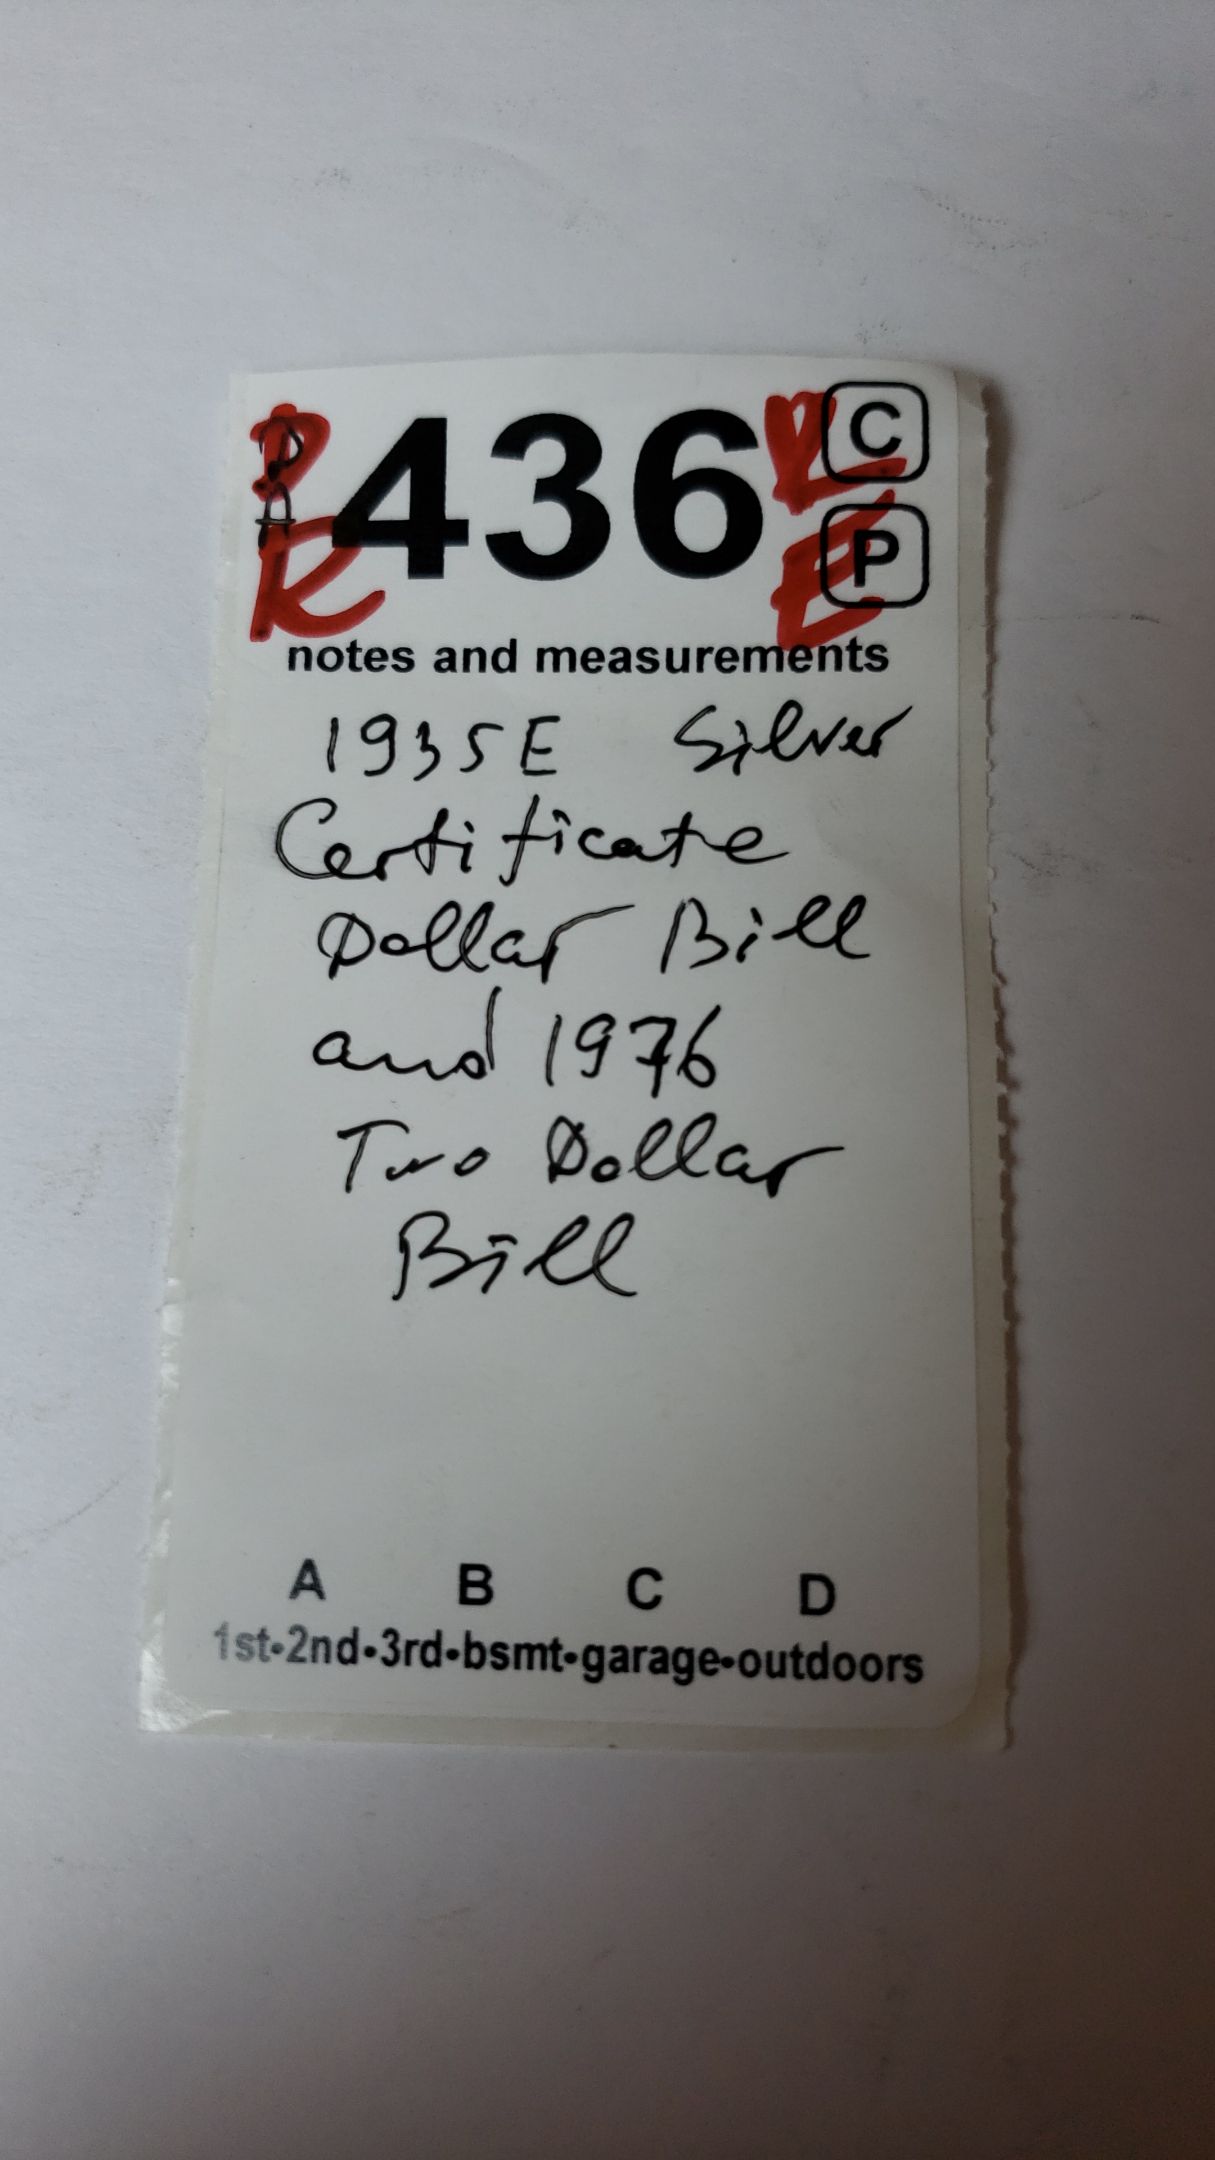 P 436 V C
A
R E P
notes and measurements
1935E Silver
Certificate
Dollar Bill
and 1976
Two Dollar
Bill
A B C D
1st•2nd•3rd•bsmt•garage•outdoors